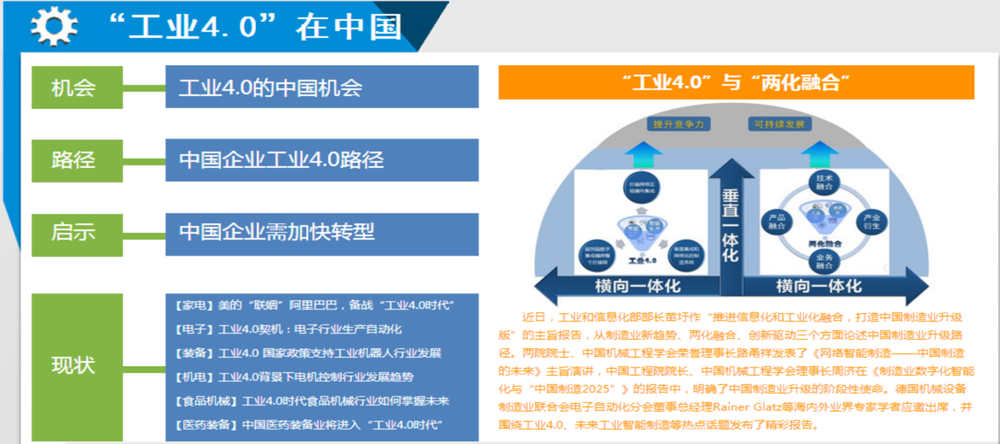 “工业4.0”在中国
机会
工业4.0的中国机会
路径
中国企业工业4.0路径
启示
中国企业需加快转型
现状
【家电】美的“联姻”阿里巴巴，备战“工业4.0时代”
【电子】工业4.0契机：电子行业生产自动化
【装备】工业4.0 国家政策支持工业机器人行业发展
【机电】工业4.0背景下电机控制行业发展趋势
【食品机械】工业4.0时代食品机械行业如何掌握未来
【医药装备】中国医药装备业将进入“工业4.0时代”
“工业4.0”与“两化融合”
提升竞争力
可持续发展
价值网络实
现横向集成
智能
智能
生产
端到端数字
集成横跨整
个价值链
垂直集成和
网络化的制
造系统
工业4.0
垂直一体化
技术
融合
产品
融合
产业
衍生
两化融合
业务
融合
横向一体化
横向一体化
近日，工业和信息化部部长苗圩作“推进信息化和工业化融合，打造中国制造业升级
版”的主旨报告，从制造业新趋势、两化融合、创新驱动三个方面论述中国制造业升级路
径。两院院士、中国机械工程学会荣誉理事长路甬祥发表了《网络智能制造——中国制造
的未来》主旨演讲，中国工程院院长、中国机械工程学会理事长周济在《制造业数字化智能
化与“中国制造2025”》的报告中，明确了中国制造业升级的阶段性使命。德国机械设备
制造业联合会电子自动化分会董事总经理Rainer Glatz等海内外业界专家学者应邀出席，并
围绕工业4.0、未来工业智能制造等热点话题发布了精彩报告。